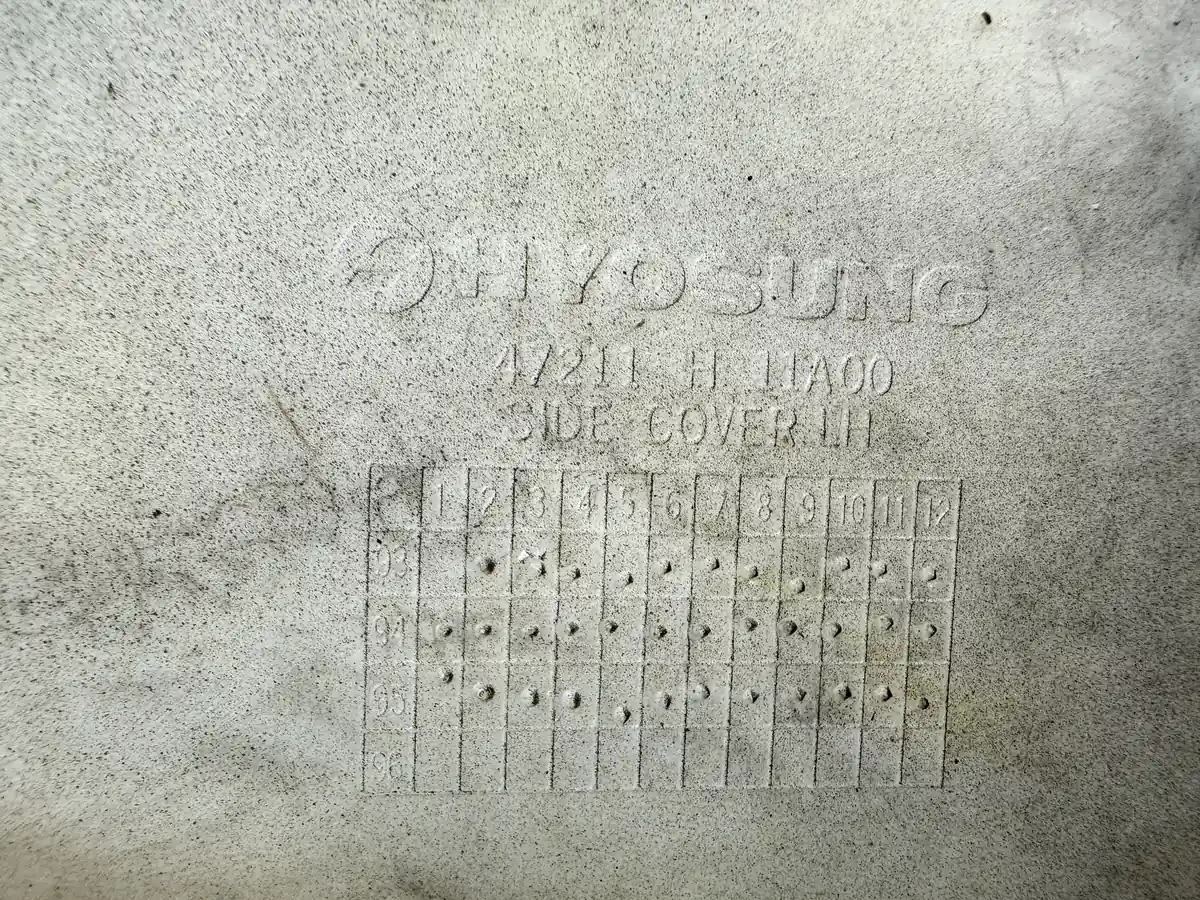 HYOSUNG
47211 H 11A00
SIDE COVER LH
1 2 3 4 5 6 7 8 9 10 11 12
93
94
95
96